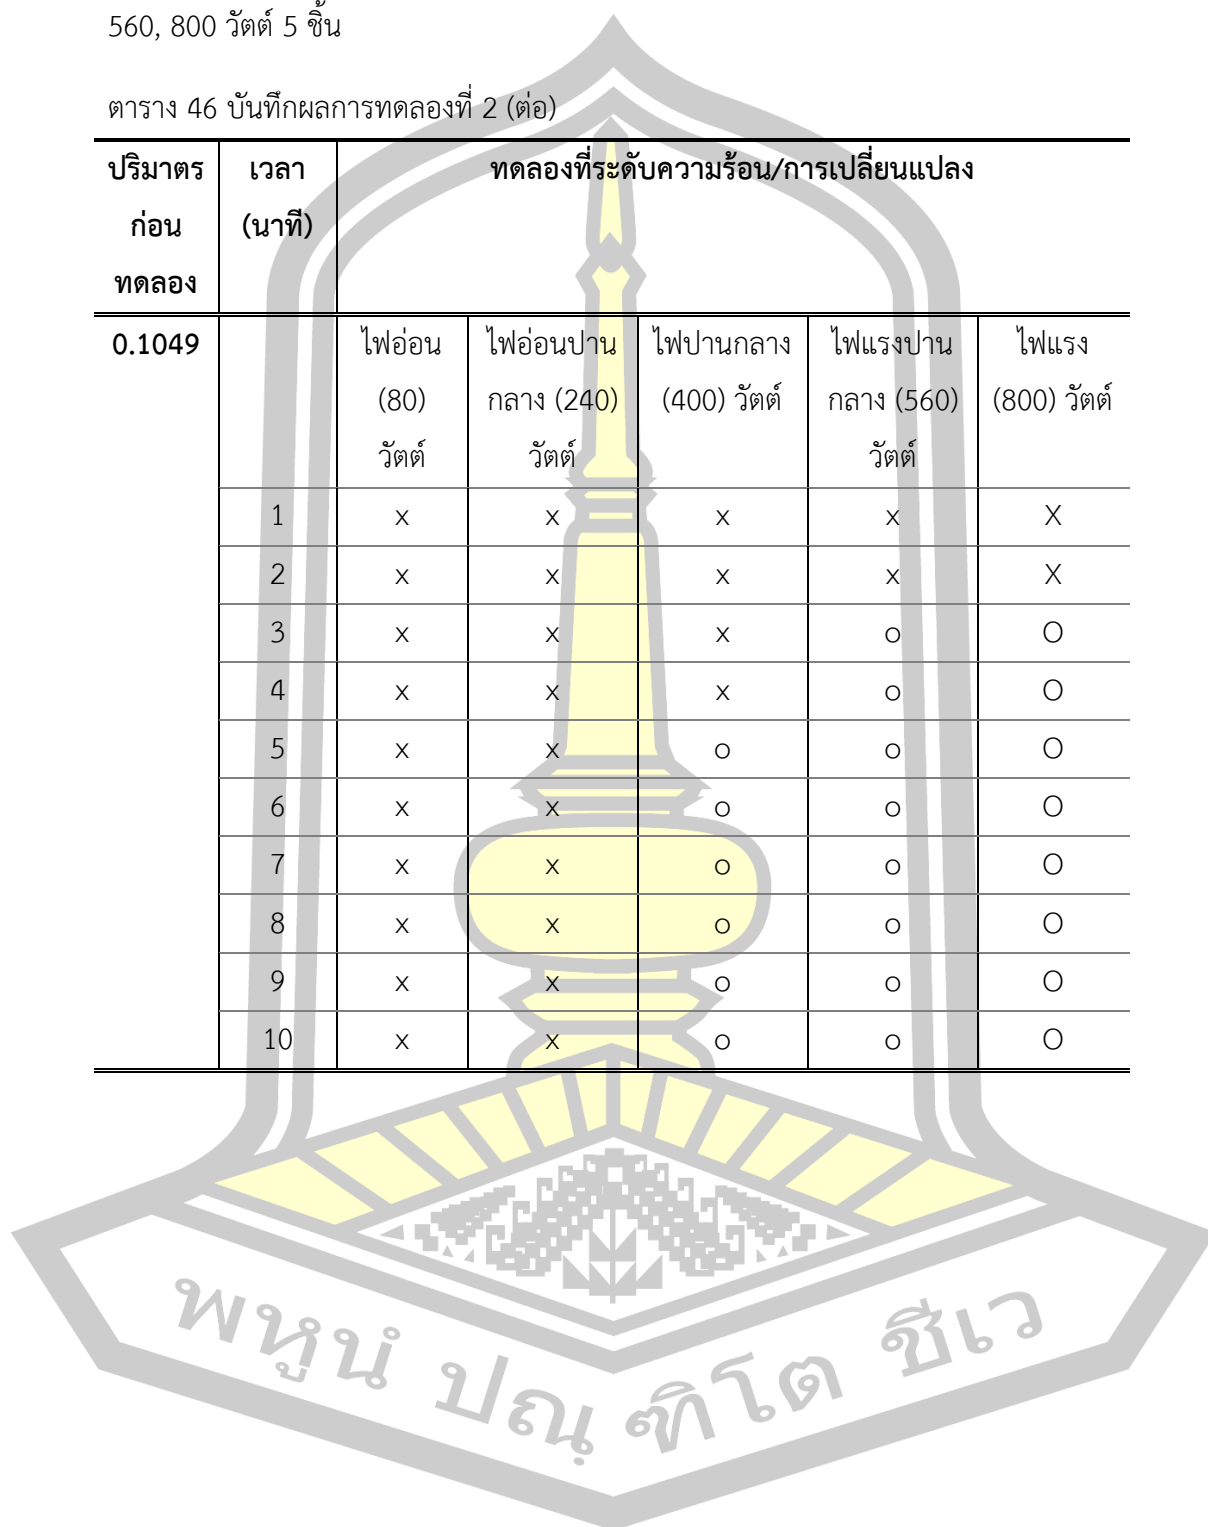 560, 800 วัตต์ 5 ชิ้น
ตาราง 46 บันทึกผลการทดลองที่ 2 (ต่อ)
ปริมาตร เวลา ทดลองที่ระดับความร้อน/การเปลี่ยนแปลง
ก่อน (นาที)
ทดลอง
0.1049 ไฟอ่อน ไฟอ่อนปาน ไฟปานกลาง ไฟแรงปาน ไฟแรง
(80) กลาง (240) (400) วัตต์ กลาง (560) (800) วัตต์
วัตต์ วัตต์ วัตต์
1 x x x x X
2 x x x x X
3 x x x o O
4 x x x o O
5 x x o o O
6 x x o o O
7 x x o o O
8 x x o o O
9 x x o o O
10 x x o o O
พหูนํ ปณฺฑิโต ชีเว